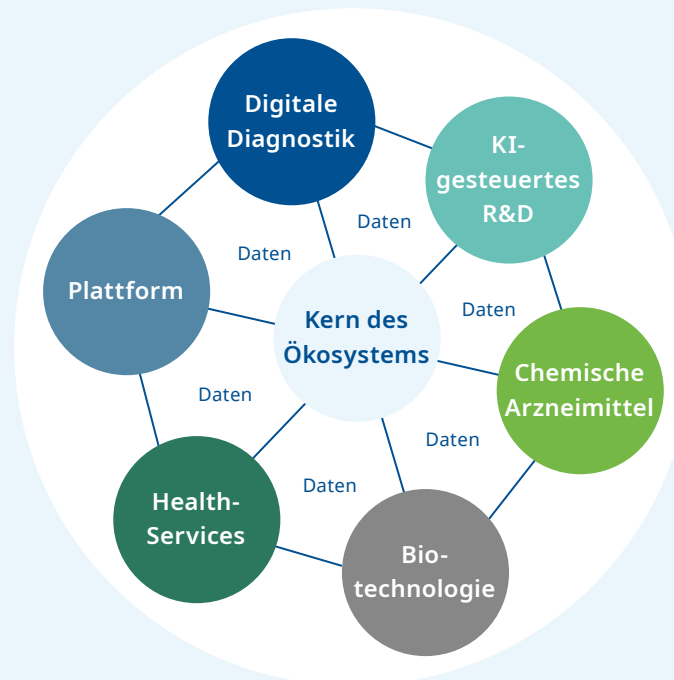 Digitale
Diagnostik
KI-
gesteuertes
R&D
Daten
Daten
Plattform
Kern des
Ökosystems
Daten
Chemische
Arzneimittel
Daten
Daten
Daten
Health-
Services
Bio-
technologie